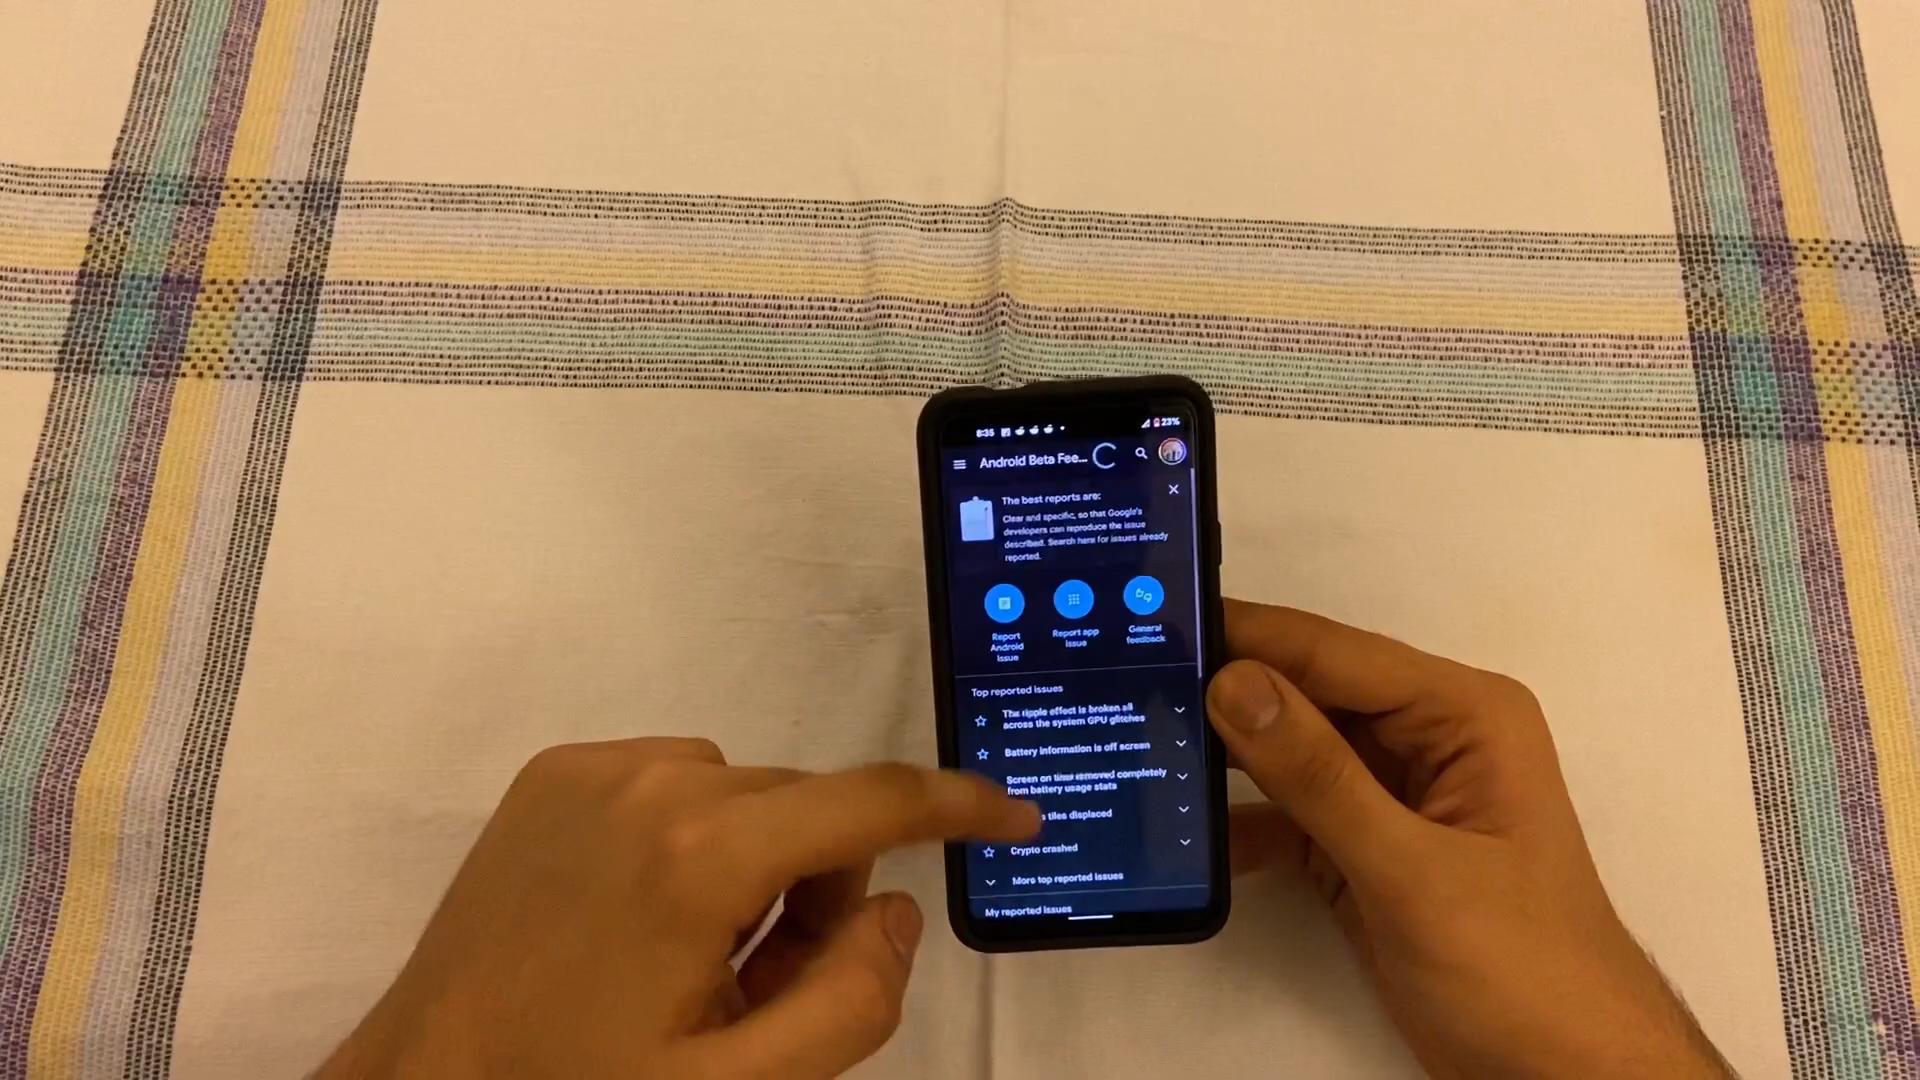 8:35
23%
Android Beta Fee...
The best reports are:
Clear and specific, so that Google's
developers can reproduce the issue
described. Search here for issues already
reported.
Report
Android
issue
Report app
issue
General
feedback
Top reported issues
The ripple effect is broken all
across the system GPU glitches
Battery information is off screen
Screen on time removed completely
from battery usage stats
tiles displaced
Crypto crashed
More top reported issues
My reported issues